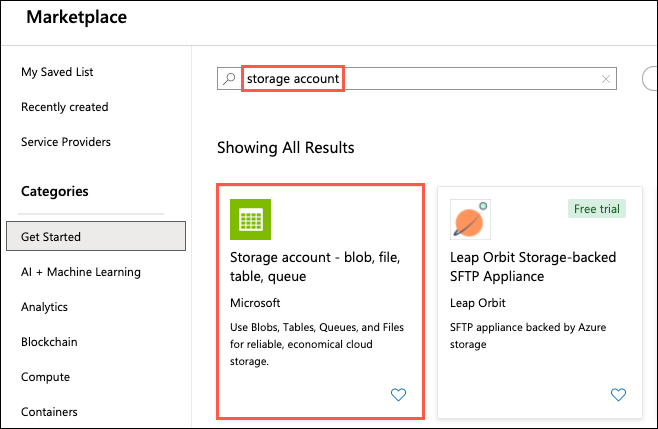 Marketplace
My Saved List
Recently created
Service Providers
Categories
Get Started
AI + Machine Learning
Analytics
Blockchain
Compute
Containers
storage account
Showing All Results
Storage account - blob, file,
table, queue
Microsoft
Use Blobs, Tables, Queues, and Files
for reliable, economical cloud
storage.
Free trial
Leap Orbit Storage-backed
SFTP Appliance
Leap Orbit
SFTP appliance backed by Azure
storage